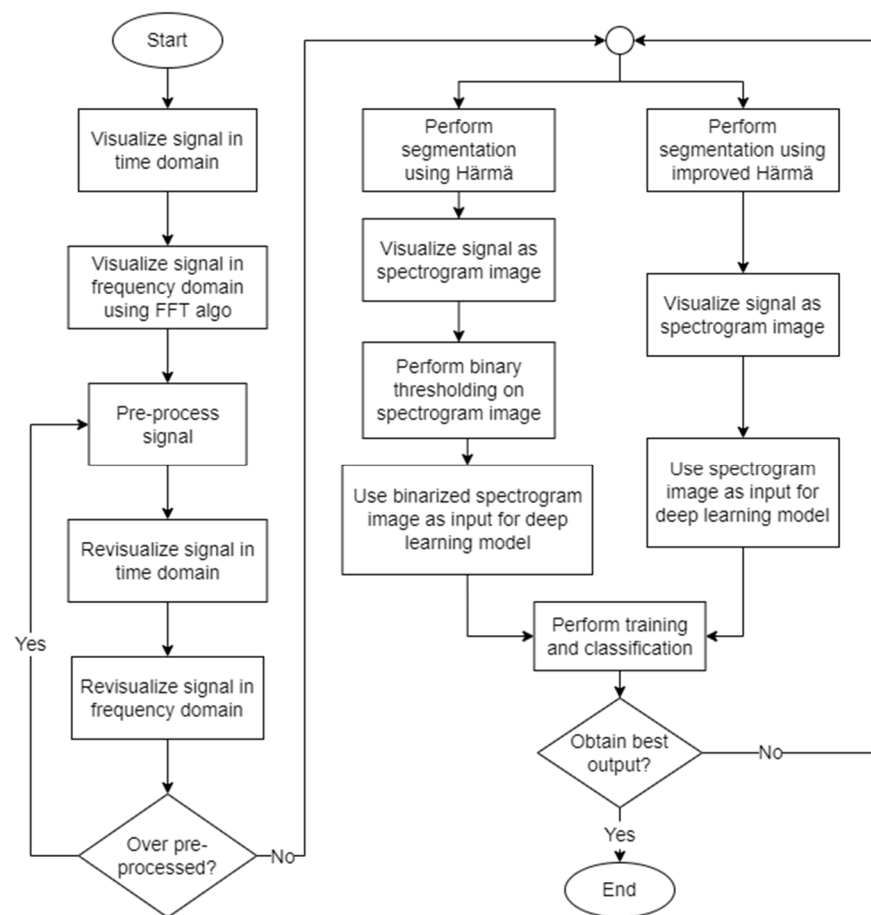 Start
Visualize signal in
time domain
Visualize signal in
frequency domain
using FFT algo
Pre-process
signal
Revisualize signal in
time domain
Yes
Revisualize signal in
frequency domain
Over pre-
processed?
No
Perform
segmentation
using Härmä
Visualize signal as
spectrogram image
Perform binary
thresholding on
spectrogram image
Use binarized spectrogram
image as input for deep
learning model
Perform
segmentation using
improved Härmä
Visualize signal as
spectrogram image
Use spectrogram
image as input for
deep learning model
Perform training
and classification
Obtain best
output?
No
Yes
End